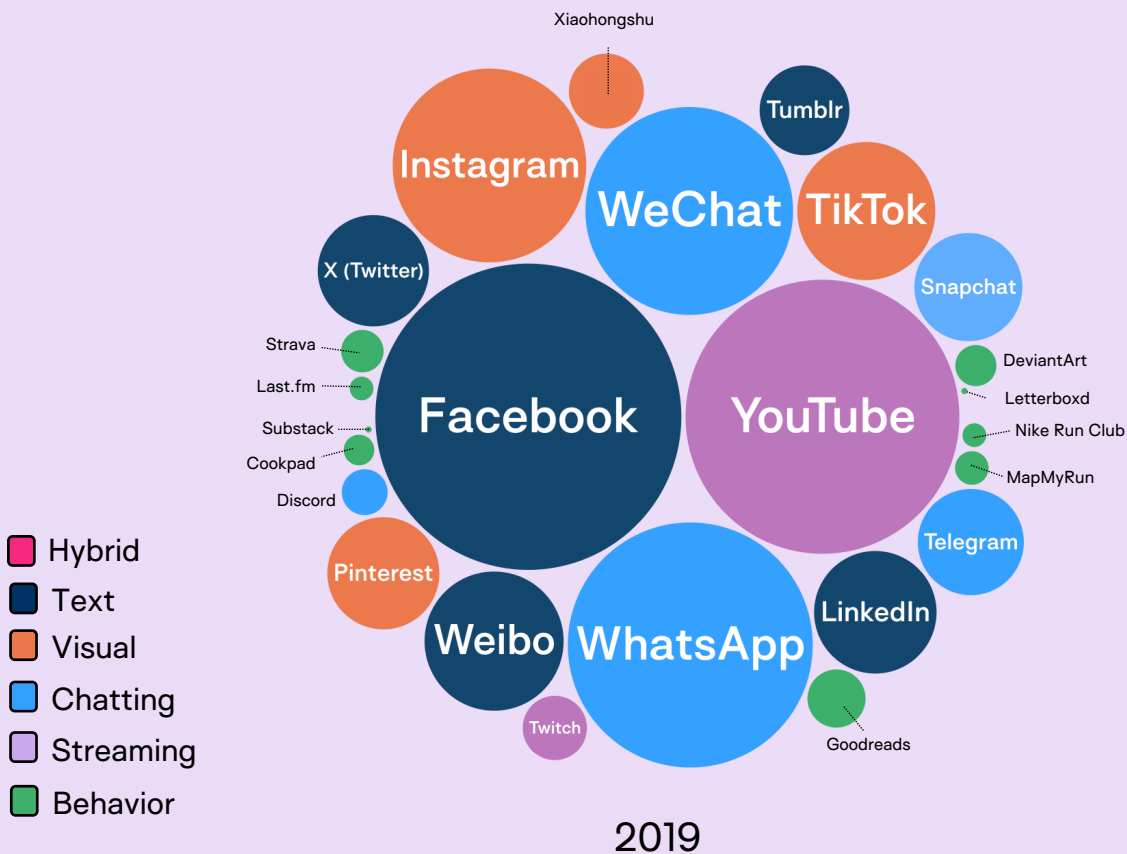 Xiaohongshu
Tumblr
Instagram
WeChat
TikTok
X (Twitter)
Snapchat
Strava
DeviantArt
Last.fm
Letterboxd
Facebook
YouTube
Substack
Nike Run Club
Cookpad
MapMyRun
Discord
Telegram
Pinterest
LinkedIn
Weibo
WhatsApp
Twitch
Goodreads
Hybrid
Text
Visual
Chatting
Streaming
Behavior
2019